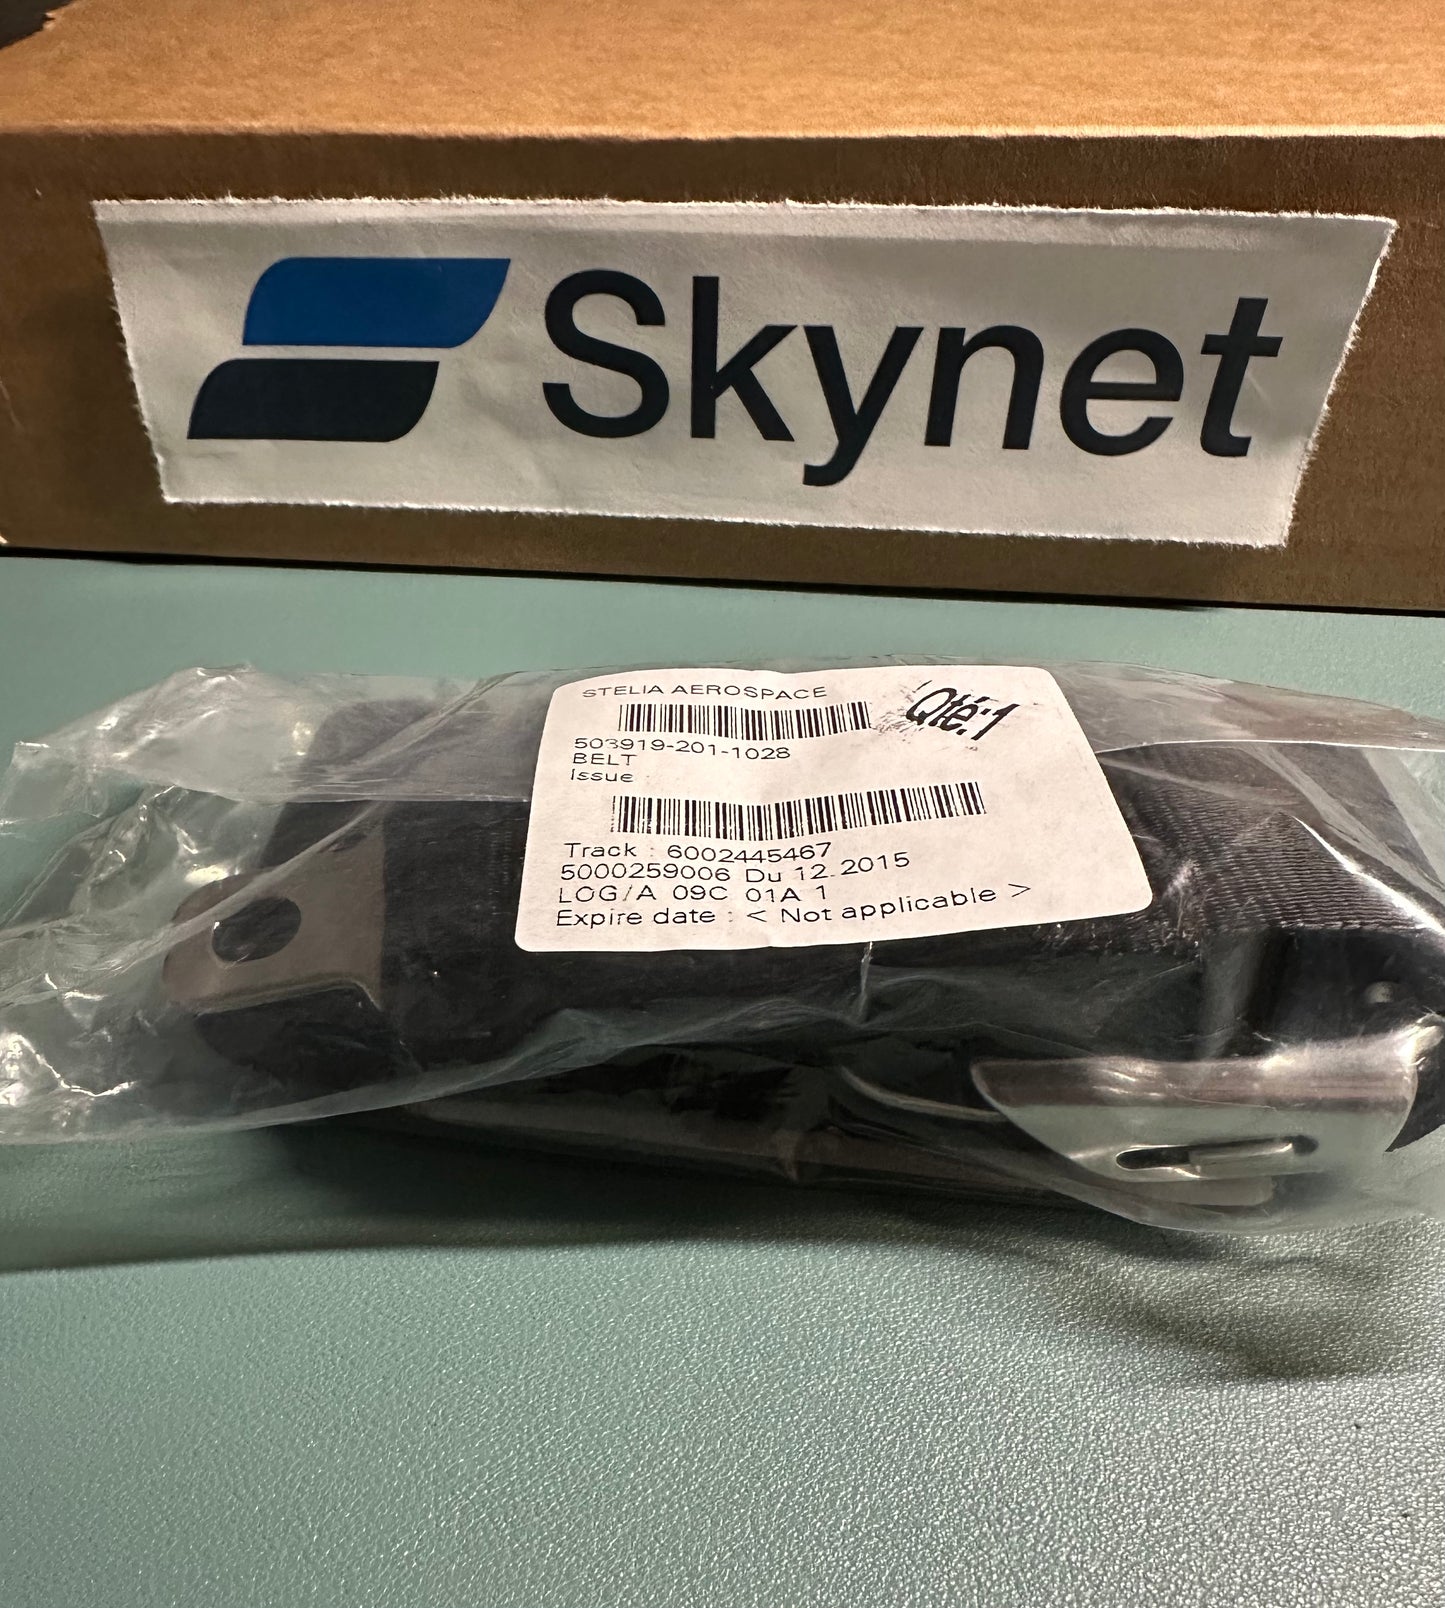 Skynet
STELIA AEROSPACE
Qté:1
503919-201-1028
BELT
Issue :
Track : 6002445467
5000259006 Du 12.2015
LOG/A 09C 01A 1
Expire date : < Not applicable >